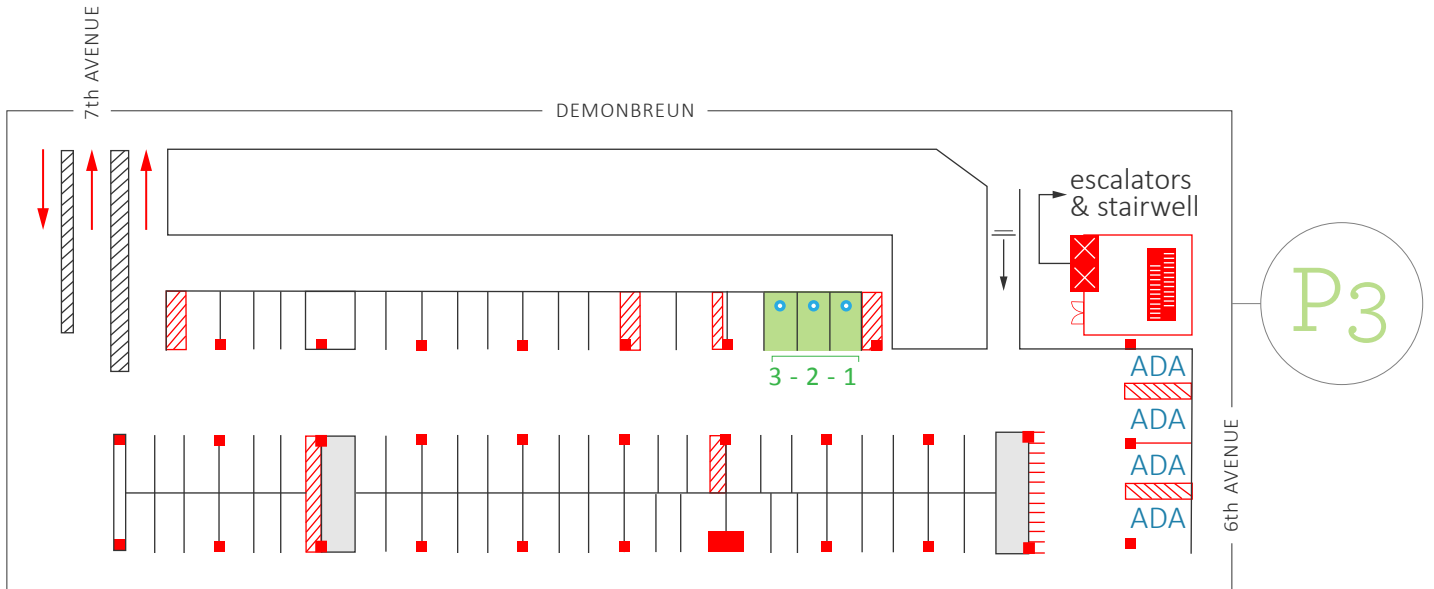 7th AVENUE
DEMONBREUN
escalators
& stairwell
P3
3 - 2 - 1
ADA
ADA
ADA
ADA
6th AVENUE